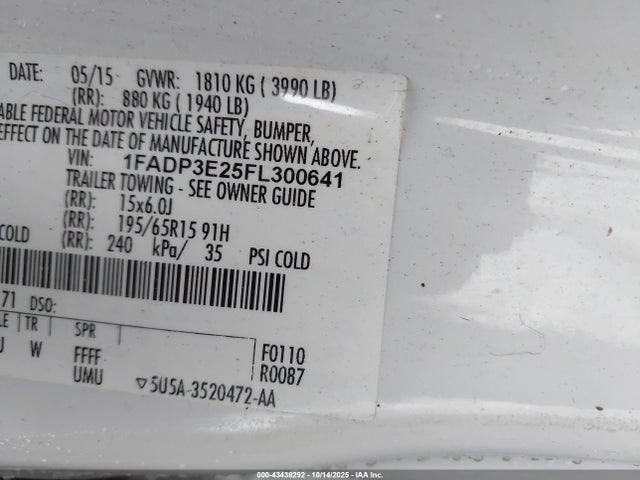 DATE: 05/15 GVWR: 1810 KG ( 3990 LB)
(RR): 880 KG ( 1940 LB)
ABLE FEDERAL MOTOR VEHICLE SAFETY, BUMPER,
EFFECT ON THE DATE OF MANUFACTURE SHOWN ABOVE.
VIN: 1FADP3E25FL300641
TRAILER TOWING - SEE OWNER GUIDE
(RR): 15x6.0J
(RR): 195/65R15 91H
COLD (RR): 240 kPa/ 35 PSI COLD
71 DSO:
LE TR SPR
U W FFFF F0110
UMU R0087
▽5U5A-3520472-AA
000-43438292 - 10/14/2025 - IAAI.COM